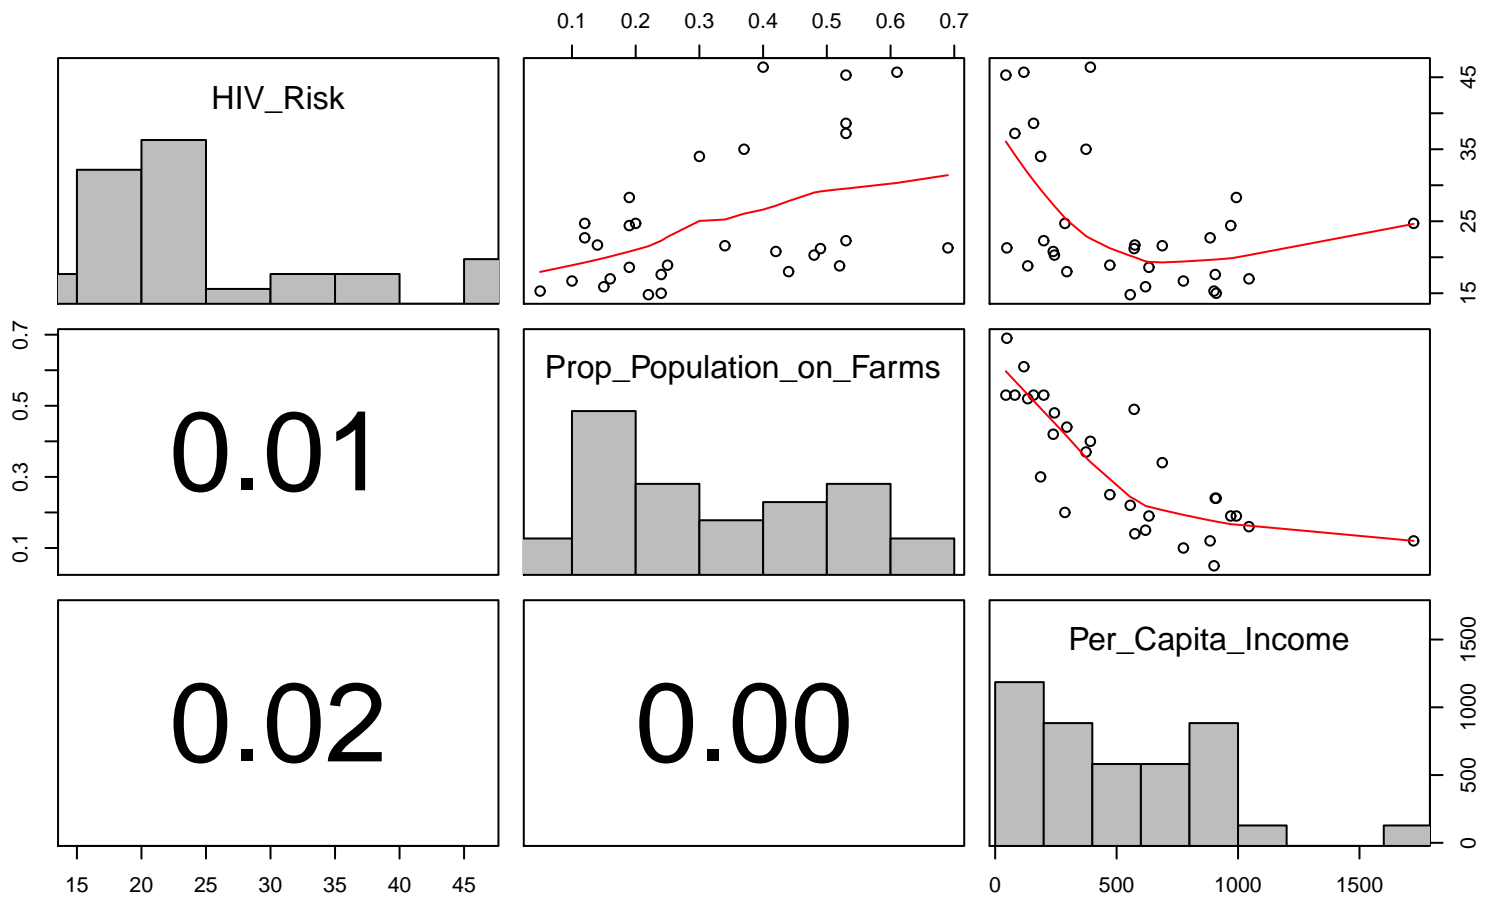 0.1 0.2 0.3 0.4 0.5 0.6 0.7
HIV_Risk
15 25 35 45
0.1 0.3 0.5 0.7
0.01
Prop_Population_on_Farms
0.02
0.00
Per_Capita_Income
0 500 1000 1500
15 20 25 30 35 40 45
0 500 1000 1500